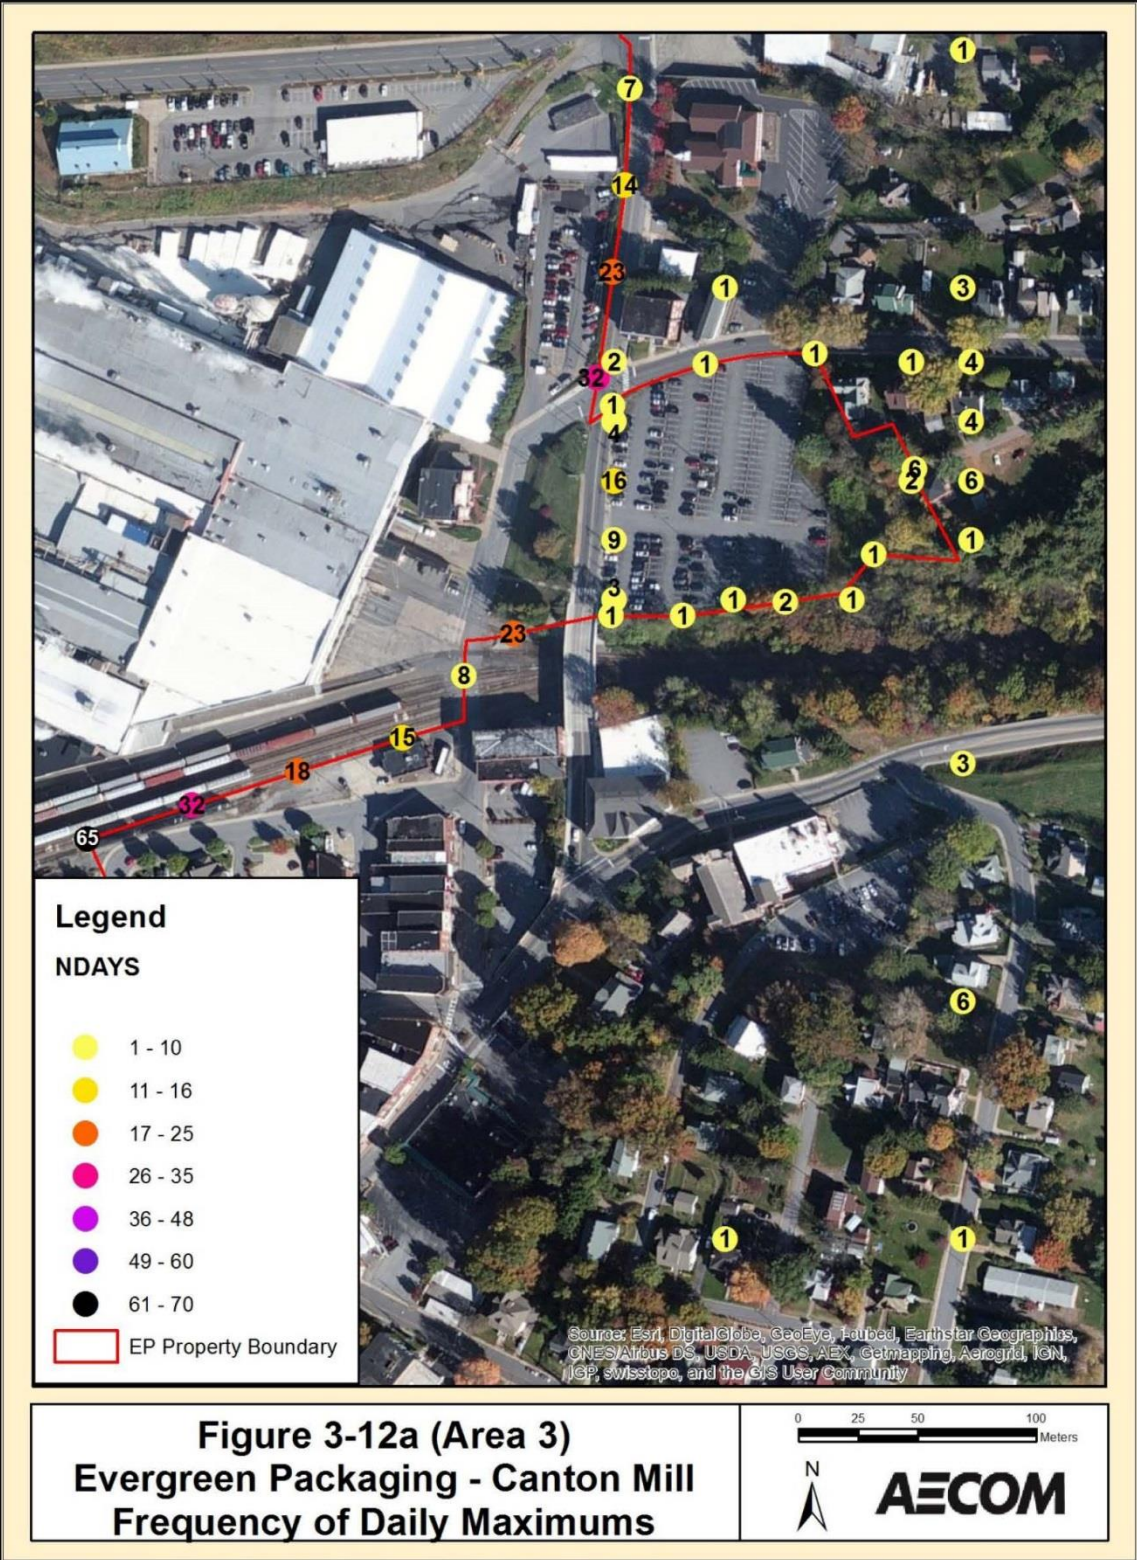 1
7
14
23
1
3
2
1
1
1
4
32
1
4
4
16
6
2
6
9
1
1
3
1
1
1
2
1
23
8
15
18
3
32
65
6
1
1
Legend
NDAYS
1 - 10
11 - 16
17 - 25
26 - 35
36 - 48
49 - 60
61 - 70
EP Property Boundary
Source: Esri, DigitalGlobe, GeoEye, i-cubed, Earthstar Geographics,
CNES/Airbus DS, USDA, USGS, AEX, Getmapping, Aerogrid, IGN,
IGP, swisstopo, and the GIS User Community
Figure 3-12a (Area 3)
Evergreen Packaging - Canton Mill
Frequency of Daily Maximums
0 25 50 100
Meters
N
AECOM